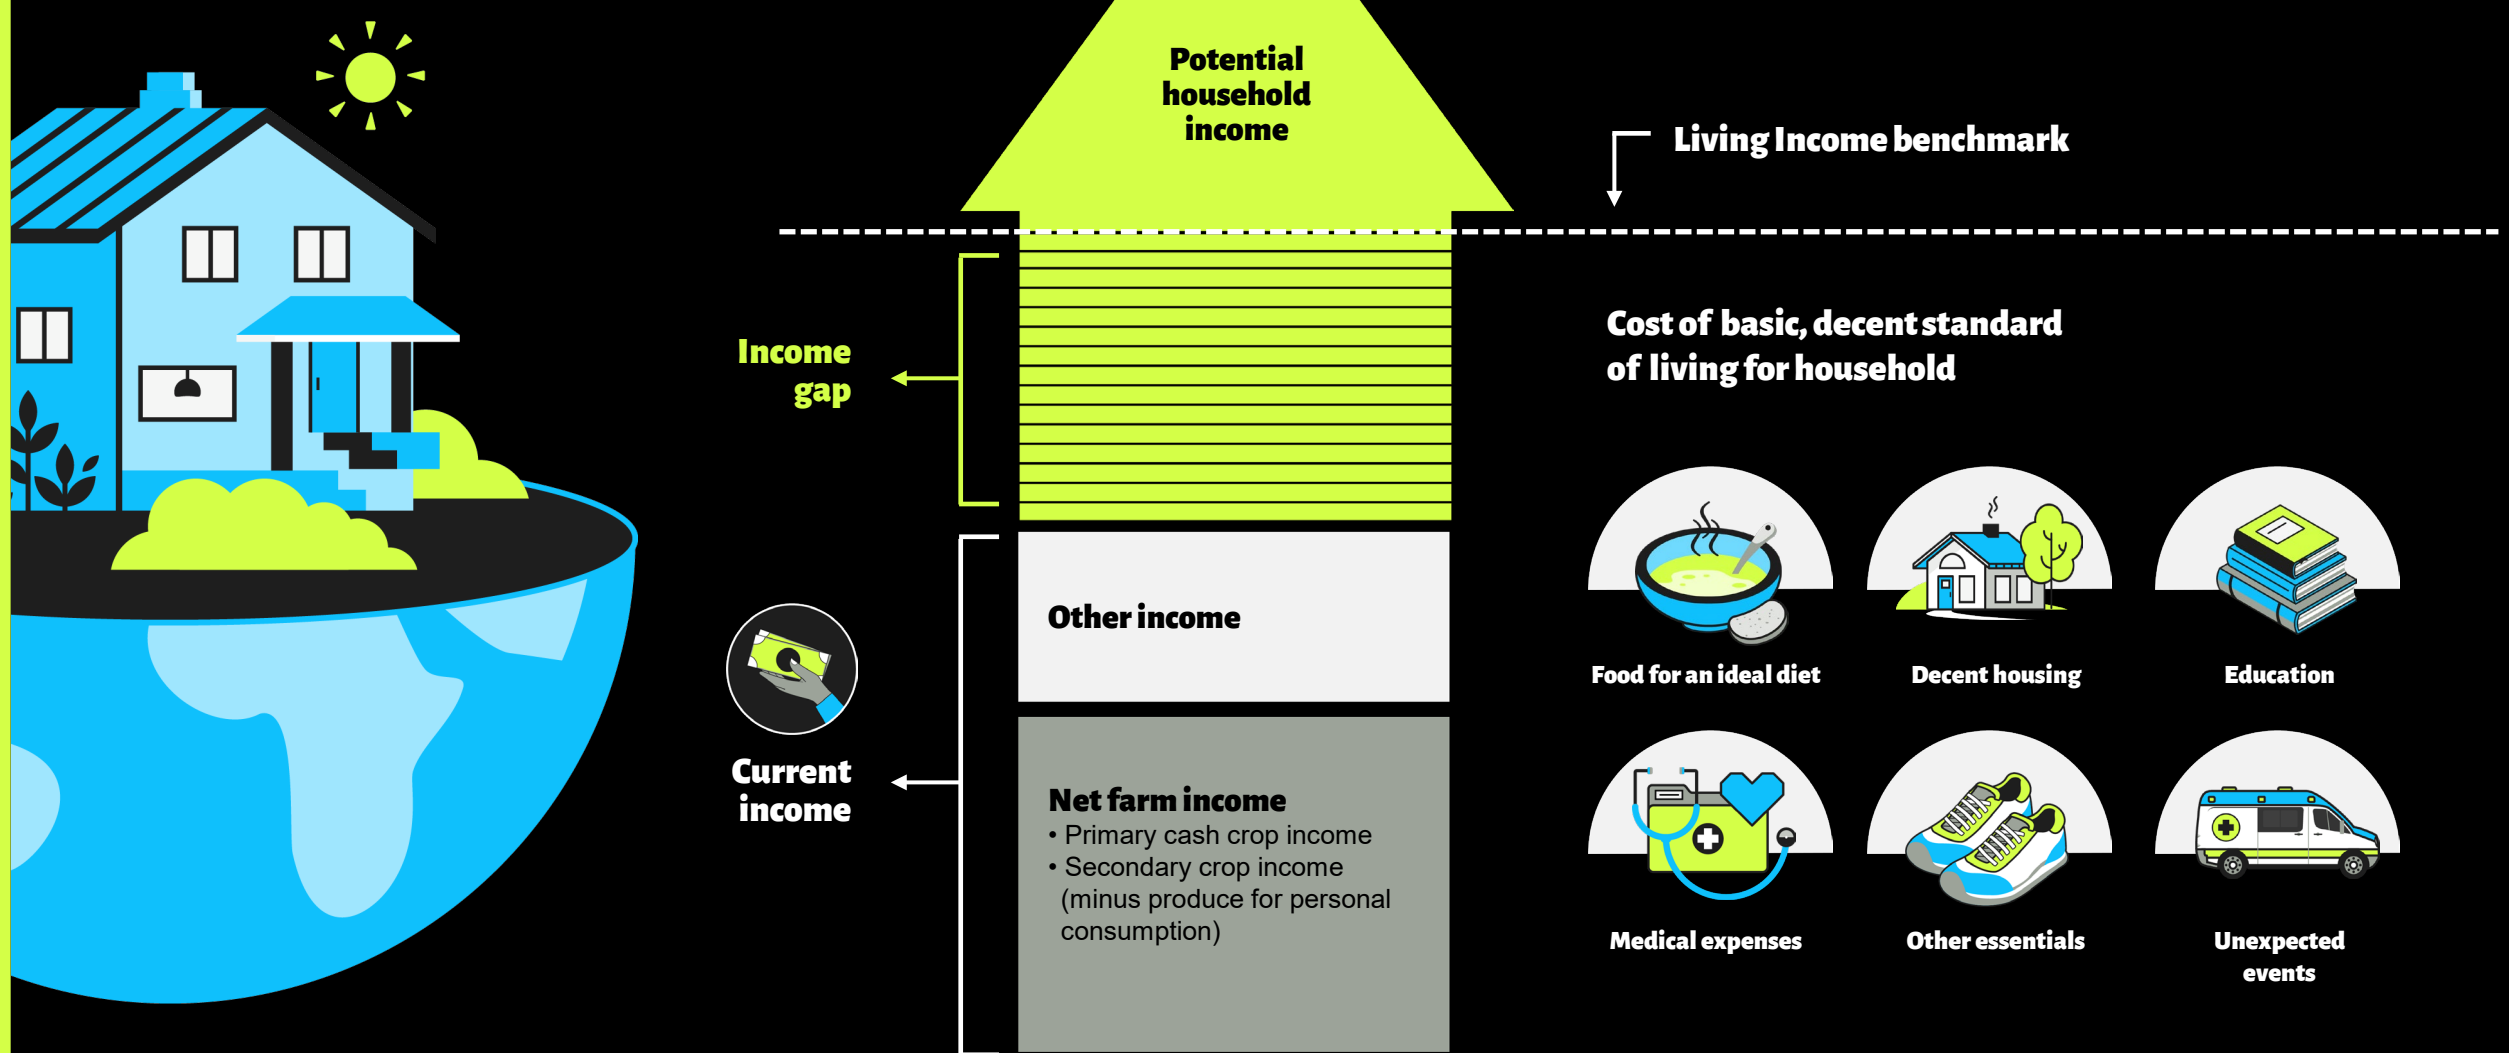 Potential
household
income
Living Income benchmark
Income
gap
Cost of basic, decent standard
of living for household
Other income
Food for an ideal diet
Decent housing
Education
Current
income
Net farm income
• Primary cash crop income
• Secondary crop income
(minus produce for personal
consumption)
Medical expenses
Other essentials
Unexpected
events